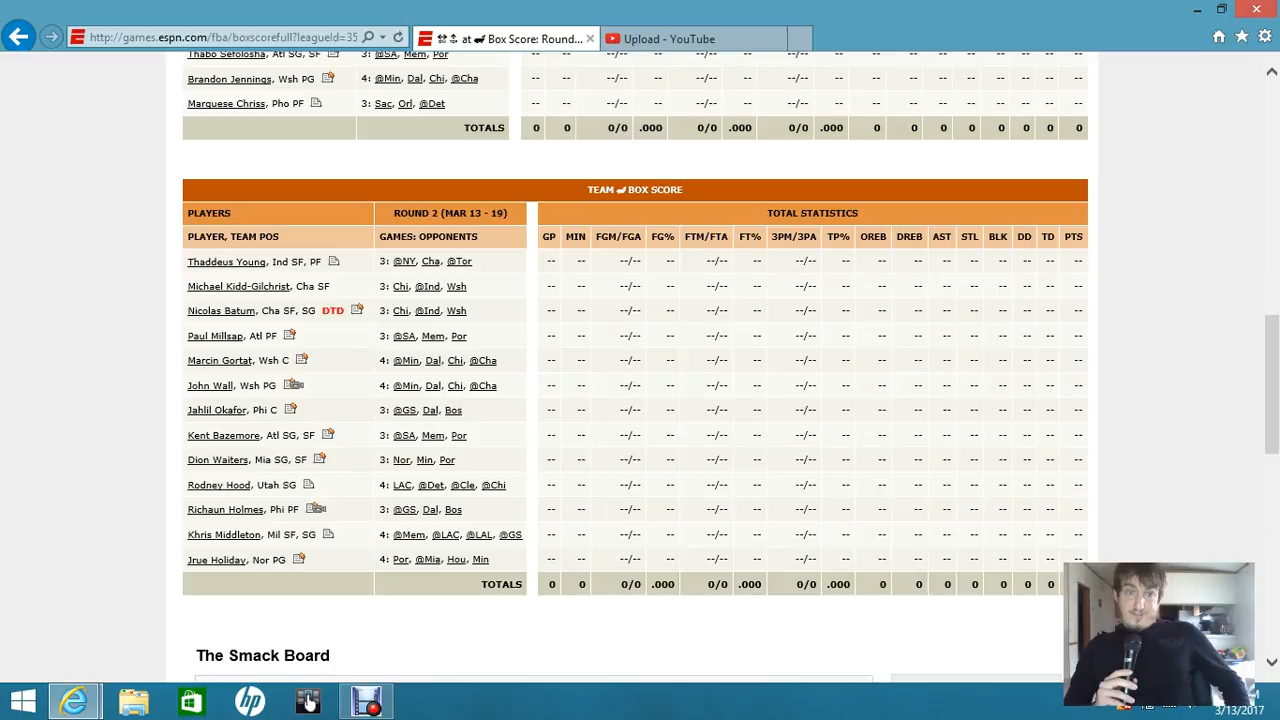 http://games.espn.com/fba/boxscorefull?leagueId=35
at Box Score: Round...
Upload - YouTube
Thabo Sefolosha, Atl SG, SF 3: @SA, Mem, Por -- -- --/-- -- --/-- -- --/-- -- -- -- -- -- -- -- -- --
Brandon Jennings, Wsh PG 4: @Min, Dal, Chi, @Cha -- -- --/-- -- --/-- -- --/-- -- -- -- -- -- -- -- -- --
Marquese Chriss, Pho PF 3: Sac, Orl, @Det -- -- --/-- -- --/-- -- --/-- -- -- -- -- -- -- -- -- --
TOTALS 0 0 0/0 .000 0/0 .000 0/0 .000 0 0 0 0 0 0 0 0
TEAM BOX SCORE
PLAYERS ROUND 2 (MAR 13 - 19) TOTAL STATISTICS
PLAYER, TEAM POS GAMES: OPPONENTS GP MIN FGM/FGA FG% FTM/FTA FT% 3PM/3PA TP% OREB DREB AST STL BLK DD TD PTS
Thaddeus Young, Ind SF, PF 3: @NY, Cha, @Tor -- -- --/-- -- --/-- -- --/-- -- -- -- -- -- -- -- -- --
Michael Kidd-Gilchrist, Cha SF 3: Chi, @Ind, Wsh -- -- --/-- -- --/-- -- --/-- -- -- -- -- -- -- -- -- --
Nicolas Batum, Cha SF, SG DTD 3: Chi, @Ind, Wsh -- -- --/-- -- --/-- -- --/-- -- -- -- -- -- -- -- -- --
Paul Millsap, Atl PF 3: @SA, Mem, Por -- -- --/-- -- --/-- -- --/-- -- -- -- -- -- -- -- -- --
Marcin Gortat, Wsh C 4: @Min, Dal, Chi, @Cha -- -- --/-- -- --/-- -- --/-- -- -- -- -- -- -- -- -- --
John Wall, Wsh PG 4: @Min, Dal, Chi, @Cha -- -- --/-- -- --/-- -- --/-- -- -- -- -- -- -- -- -- --
Jahlil Okafor, Phi C 3: @GS, Dal, Bos -- -- --/-- -- --/-- -- --/-- -- -- -- -- -- -- -- -- --
Kent Bazemore, Atl SG, SF 3: @SA, Mem, Por -- -- --/-- -- --/-- -- --/-- -- -- -- -- -- -- -- -- --
Dion Waiters, Mia SG, SF 3: Nor, Min, Por -- -- --/-- -- --/-- -- --/-- -- -- -- -- -- -- -- -- --
Rodney Hood, Utah SG 4: LAC, @Det, @Cle, @Chi -- -- --/-- -- --/-- -- --/-- -- -- -- -- -- -- -- -- --
Richaun Holmes, Phi PF 3: @GS, Dal, Bos -- -- --/-- -- --/-- -- --/-- -- -- -- -- -- -- -- -- --
Khris Middleton, Mil SF, SG 4: @Mem, @LAC, @LAL, @GS -- -- --/-- -- --/-- -- --/-- -- -- -- -- -- -- -- -- --
Jrue Holiday, Nor PG 4: Por, @Mia, Hou, Min -- -- --/-- -- --/-- -- --/-- -- -- -- -- -- -- -- -- --
TOTALS 0 0 0/0 .000 0/0 .000 0/0 .000 0 0 0 0 0 0 0
The Smack Board
hp
3/13/2017